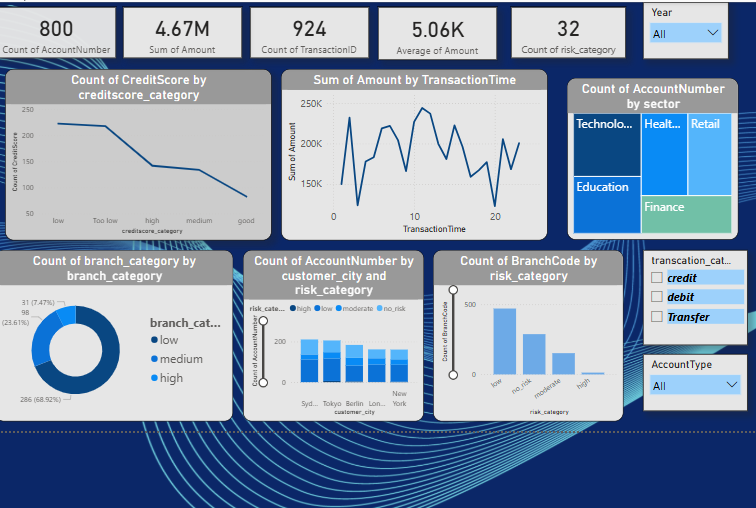 800
Count of AccountNumber
4.67M
Sum of Amount
924
Count of TransactionID
5.06K
Average of Amount
32
Count of risk_category
Year
All
Count of CreditScore by
creditscore_category
Count of CreditScore
250
200
150
100
50
low
Too low
high
medium
good
creditscore_category
Sum of Amount by TransactionTime
Sum of Amount
250K
200K
150K
0
10
20
TransactionTime
Count of AccountNumber
by sector
Technolo...
Healt...
Retail
Education
Finance
Count of branch_category by
branch_category
31 (7.47%)
98
(23.61%)
286 (68.92%)
branch_cat...
low
medium
high
Count of AccountNumber by
customer_city and
risk_category
risk_cate...
high
low
moderate
no_risk
Count of AccountNumber
200
0
Syd...
Tokyo
Berlin
Lon...
New
York
customer_city
Count of BranchCode by
risk_category
Count of BranchCode
500
0
low
no_risk
moderate
high
risk_category
transcation_cat...
credit
debit
Transfer
AccountType
All